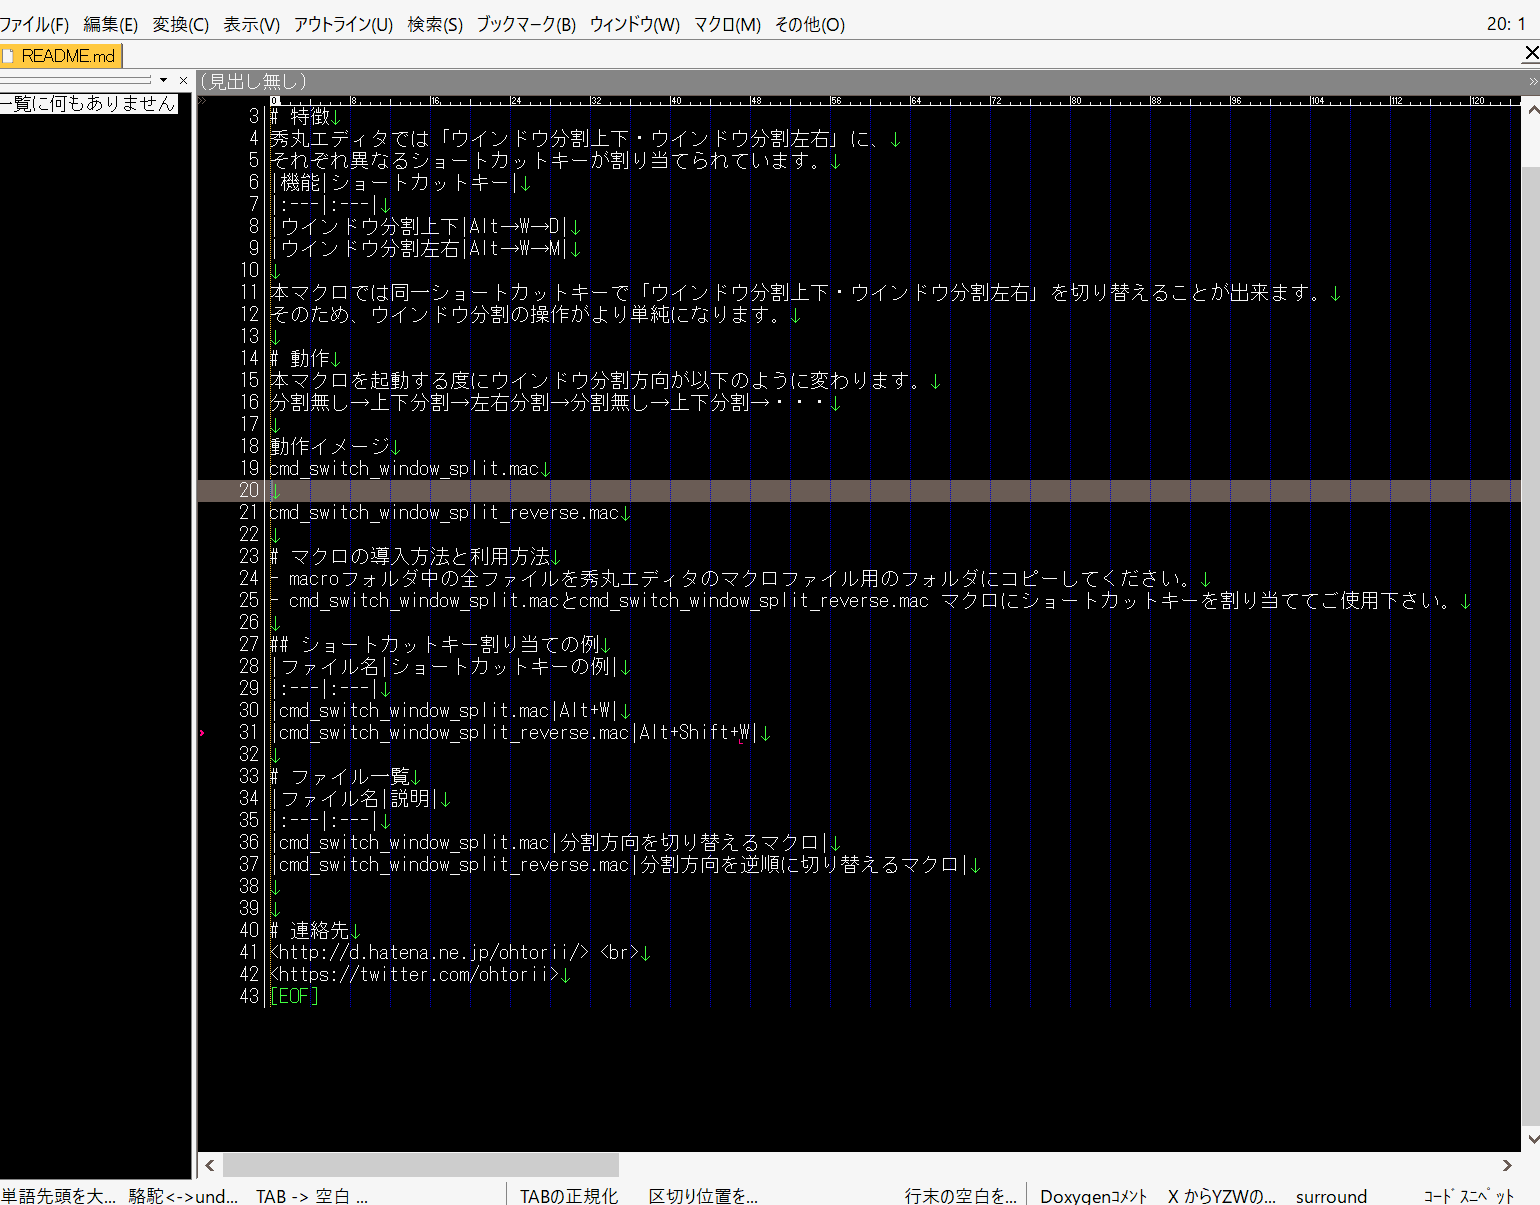 ファイル(F) 編集(E) 変換(C) 表示(V) アウトライン(U) 検索(S) ブックマーク(B) ウィンドウ(W) マクロ(M) その他(O) 20: 1
README.md
一覧に何もありません
(見出し無し)
0 8 16 24 32 40 48 56 64 72 80 88 96 104 112 120
3 # 特徴↓
4 秀丸エディタでは「ウインドウ分割上下・ウインドウ分割左右」に、↓
5 それぞれ異なるショートカットキーが割り当てられています。↓
6 |機能|ショートカットキー|↓
7 |:---|:---|↓
8 |ウインドウ分割上下|Alt→W→D|↓
9 |ウインドウ分割左右|Alt→W→M|↓
10 ↓
11 本マクロでは同一ショートカットキーで「ウインドウ分割上下・ウインドウ分割左右」を切り替えることが出来ます。↓
12 そのため、ウインドウ分割の操作がより単純になります。↓
13 ↓
14 # 動作↓
15 本マクロを起動する度にウインドウ分割方向が以下のように変わります。↓
16 分割無し→上下分割→左右分割→分割無し→上下分割→・・・↓
17 ↓
18 動作イメージ↓
19 cmd_switch_window_split.mac↓
20 ↓
21 cmd_switch_window_split_reverse.mac↓
22 ↓
23 # マクロの導入方法と利用方法↓
24 - macroフォルダ中の全ファイルを秀丸エディタのマクロファイル用のフォルダにコピーしてください。↓
25 - cmd_switch_window_split.macとcmd_switch_window_split_reverse.mac マクロにショートカットキーを割り当ててご使用下さい。↓
26 ↓
27 ## ショートカットキー割り当ての例↓
28 |ファイル名|ショートカットキーの例|↓
29 |:---|:---|↓
30 |cmd_switch_window_split.mac|Alt+W|↓
31 |cmd_switch_window_split_reverse.mac|Alt+Shift+W|↓
32 ↓
33 # ファイル一覧↓
34 |ファイル名|説明|↓
35 |:---|:---|↓
36 |cmd_switch_window_split.mac|分割方向を切り替えるマクロ|↓
37 |cmd_switch_window_split_reverse.mac|分割方向を逆順に切り替えるマクロ|↓
38 ↓
39 ↓
40 # 連絡先↓
41 <http://d.hatena.ne.jp/ohtorii/> <br>↓
42 <https://twitter.com/ohtorii>↓
43 [EOF]
単語先頭を大... 駱駝<->und... TAB -> 空白 ... TABの正規化 区切り位置を... 行末の空白を... Doxygenコメント X からYZWの... surround コードスニペット